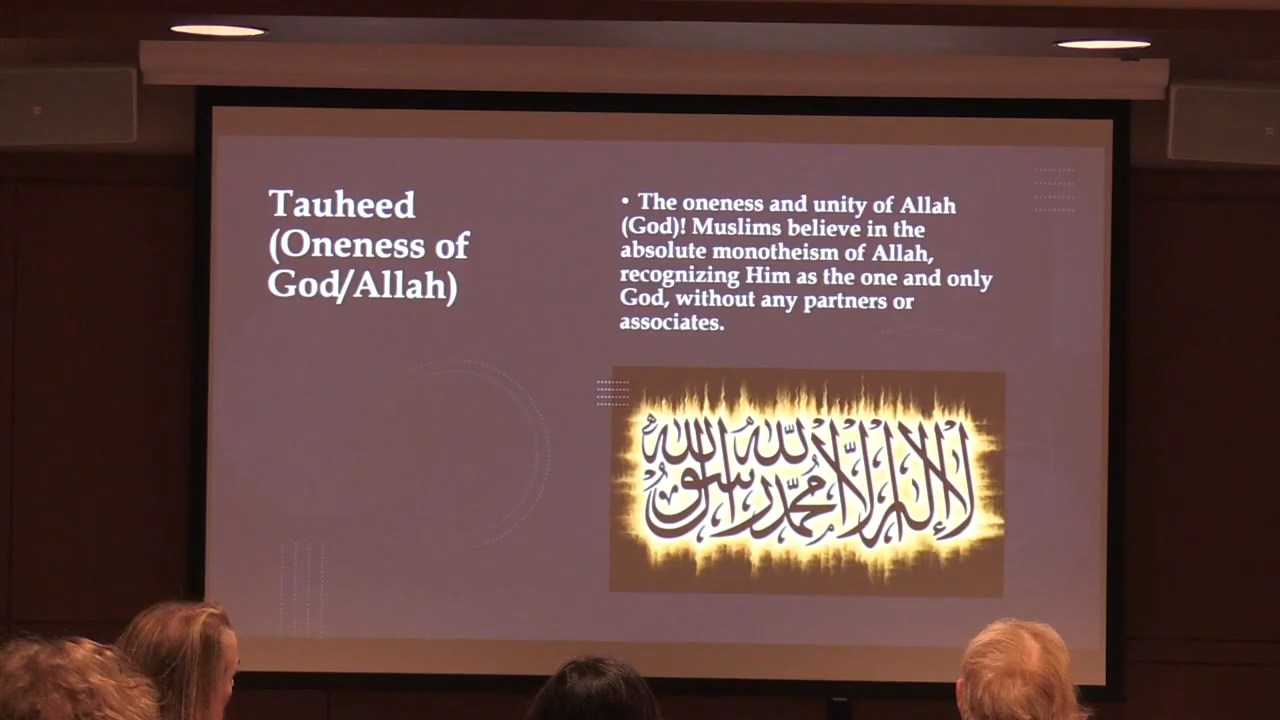 Tauheed
(Oneness of
God/Allah)
• The oneness and unity of Allah
(God)! Muslims believe in the
absolute monotheism of Allah,
recognizing Him as the one and only
God, without any partners or
associates.
لا إله إلا الله محمد رسول الله